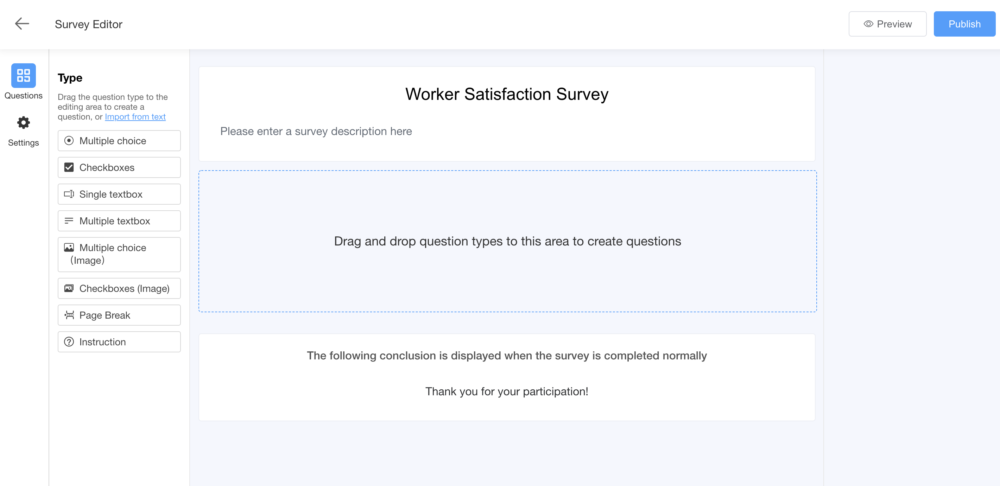 Survey Editor
Preview
Publish
Questions
Settings
Type
Drag the question type to the
editing area to create a
question, or Import from text
Multiple choice
Checkboxes
Single textbox
Multiple textbox
Multiple choice
(Image)
Checkboxes (Image)
Page Break
Instruction
Worker Satisfaction Survey
Please enter a survey description here
Drag and drop question types to this area to create questions
The following conclusion is displayed when the survey is completed normally
Thank you for your participation!